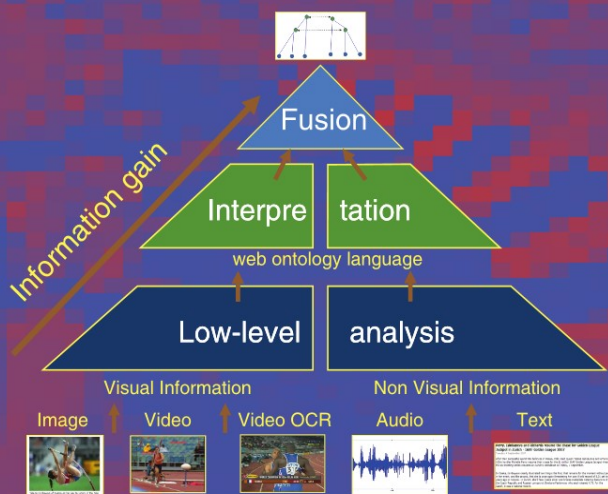 Fusion
Information gain
Interpre tation
web ontology language
Low-level analysis
Visual Information Non Visual Information
Image Video Video OCR Audio Text